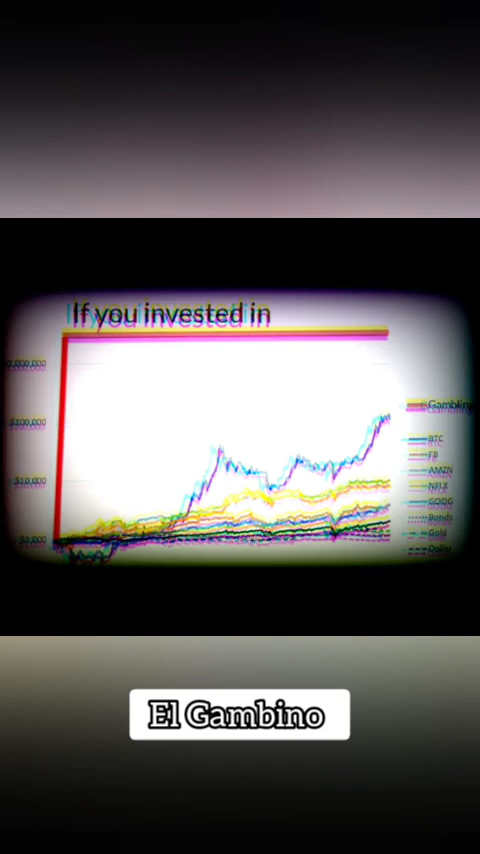 If you invested in
$100,000
$10,000
$1,000
Gambling
BTC
FB
AMZN
NFLX
GOOG
Bonds
Gold
Dollar
El Gambino